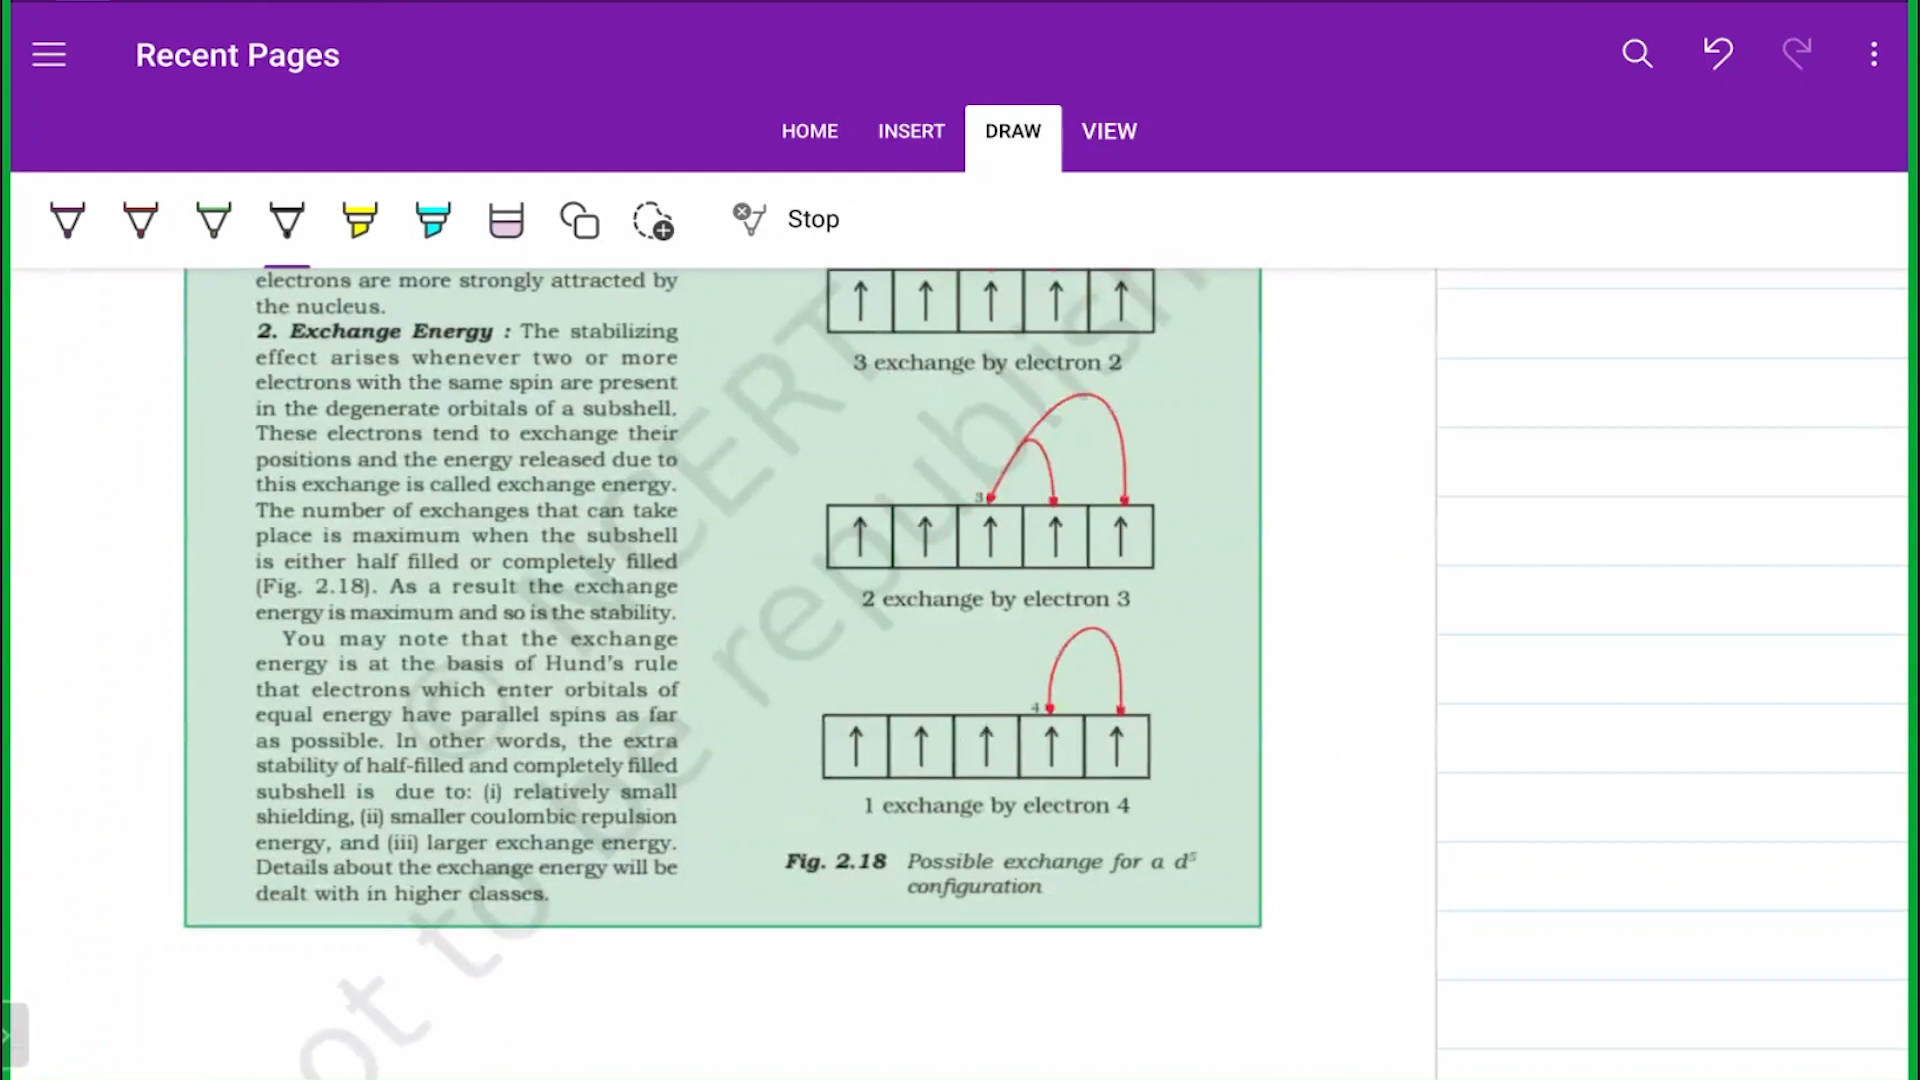 Recent Pages
HOME INSERT DRAW VIEW
Stop
electrons are more strongly attracted by
the nucleus.
2. Exchange Energy : The stabilizing
effect arises whenever two or more
electrons with the same spin are present
in the degenerate orbitals of a subshell.
These electrons tend to exchange their
positions and the energy released due to
this exchange is called exchange energy.
The number of exchanges that can take
place is maximum when the subshell
is either half filled or completely filled
(Fig. 2.18). As a result the exchange
energy is maximum and so is the stability.
You may note that the exchange
energy is at the basis of Hund's rule
that electrons which enter orbitals of
equal energy have parallel spins as far
as possible. In other words, the extra
stability of half-filled and completely filled
subshell is due to: (i) relatively small
shielding, (ii) smaller coulombic repulsion
energy, and (iii) larger exchange energy.
Details about the exchange energy will be
dealt with in higher classes.
3 exchange by electron 2
3
2 exchange by electron 3
4
1 exchange by electron 4
Fig. 2.18 Possible exchange for a d⁵
configuration
© NCERT
be republish